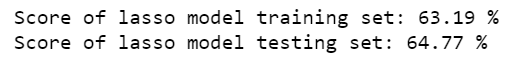 Score of lasso model training set: 63.19 %
Score of lasso model testing set: 64.77 %